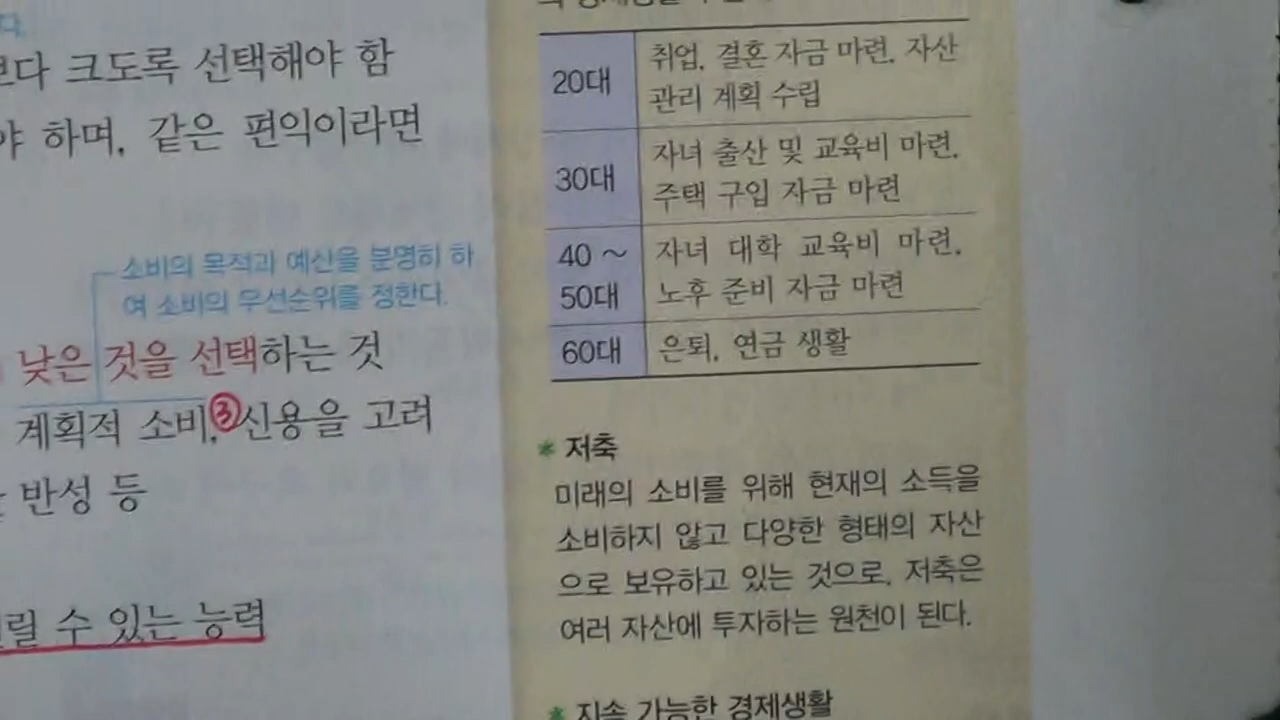 크도록 선택해야 함
하며, 같은 편익이라면
소비의 목적과 예산을 분명히 하
여 소비의 우선순위를 정한다.
낮은 것을 선택하는 것
계획적 소비, ③ 신용을 고려
반성 등
수 있는 능력
20대 취업, 결혼 자금 마련, 자산
관리 계획 수립
30대 자녀 출산 및 교육비 마련,
주택 구입 자금 마련
40 ~ 자녀 대학 교육비 마련,
50대 노후 준비 자금 마련
60대 은퇴, 연금 생활
* 저축
미래의 소비를 위해 현재의 소득을
소비하지 않고 다양한 형태의 자산
으로 보유하고 있는 것으로, 저축은
여러 자산에 투자하는 원천이 된다.
* 지속 가능한 경제생활